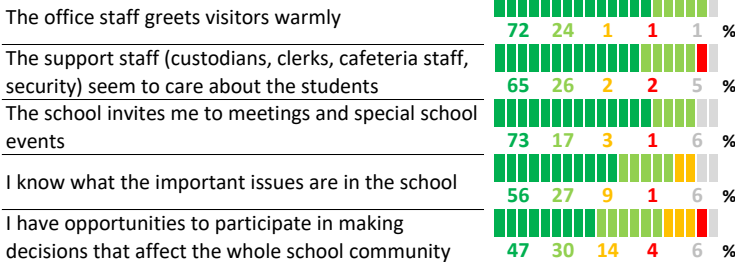 The office staff greets visitors warmly
72 24 1 1 1 %
The support staff (custodians, clerks, cafeteria staff,
security) seem to care about the students
65 26 2 2 5 %
The school invites me to meetings and special school
events
73 17 3 1 6 %
I know what the important issues are in the school
56 27 9 1 6 %
I have opportunities to participate in making
decisions that affect the whole school community
47 30 14 4 6 %